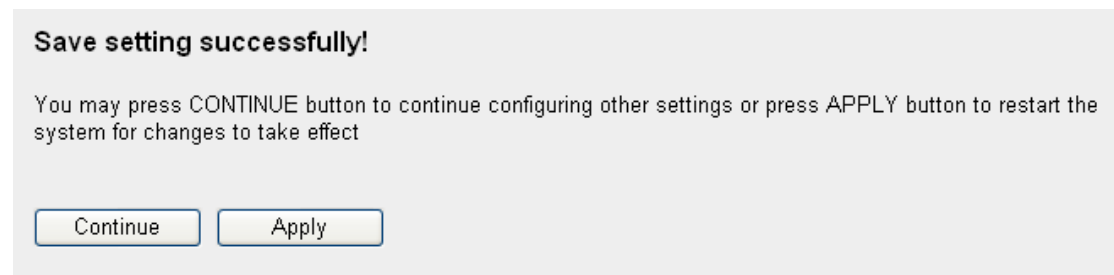 Save setting successfully!
You may press CONTINUE button to continue configuring other settings or press APPLY button to restart the
system for changes to take effect
Continue
Apply